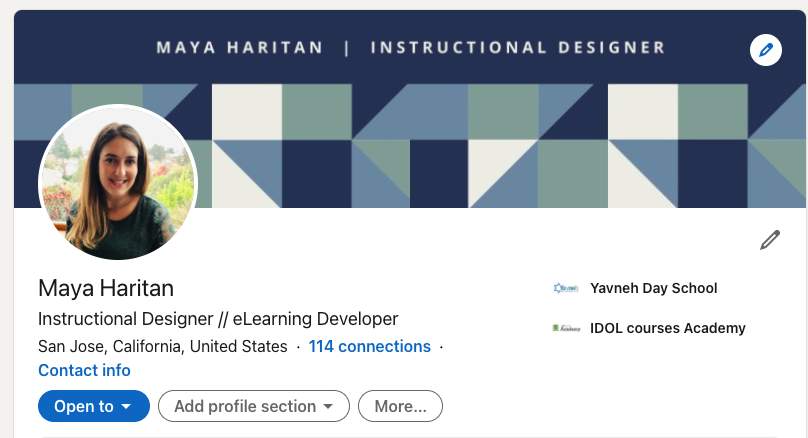 MAYA HARITAN | INSTRUCTIONAL DESIGNER
Maya Haritan
Instructional Designer // eLearning Developer
San Jose, California, United States · 114 connections ·
Contact info
Open to
Add profile section
More...
Yavneh Day School
IDOL courses Academy